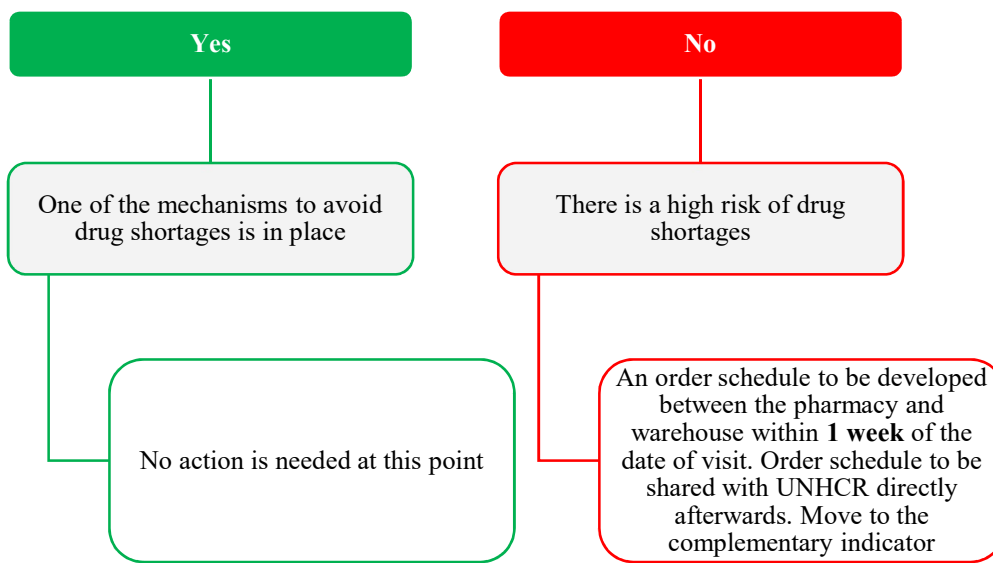 Yes
No
One of the mechanisms to avoid
drug shortages is in place
There is a high risk of drug
shortages
No action is needed at this point
An order schedule to be developed
between the pharmacy and
warehouse within 1 week of the
date of visit. Order schedule to be
shared with UNHCR directly
afterwards. Move to the
complementary indicator